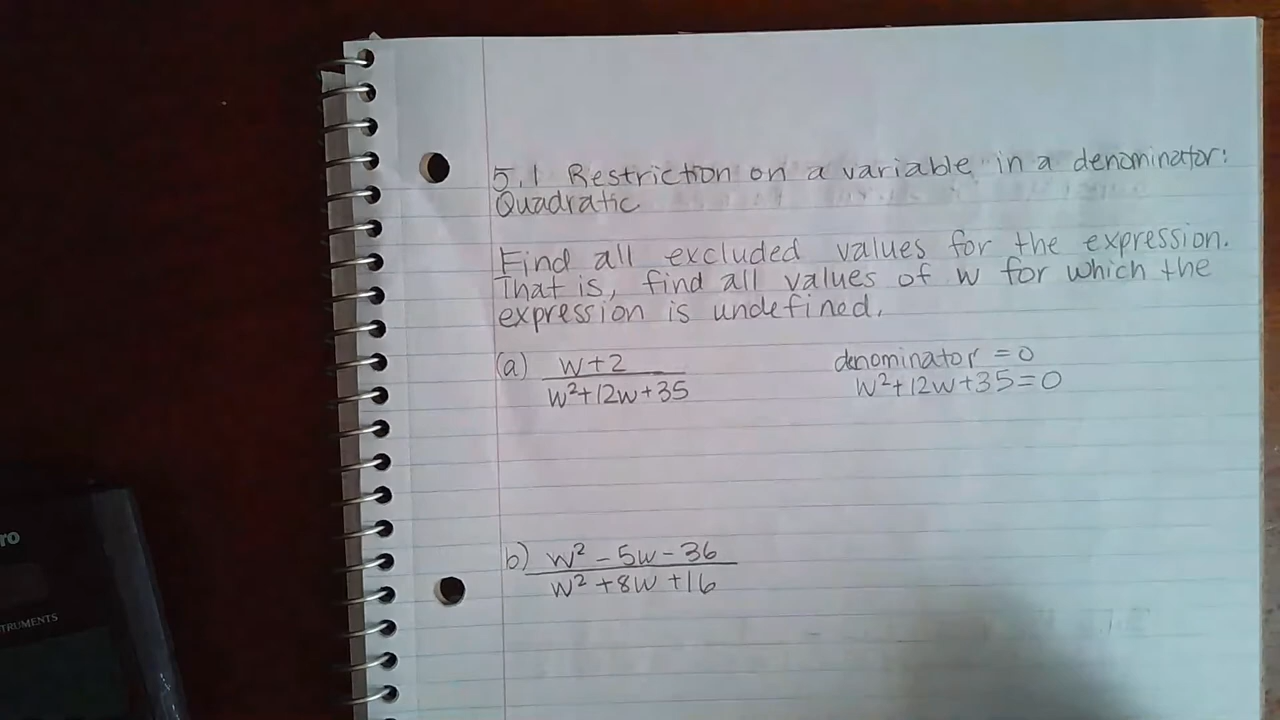 5.1 Restriction on a variable in a denominator:
Quadratic
Find all excluded values for the expression.
That is, find all values of w for which the
expression is undefined.
(a) w+2 / w²+12w+35
denominator = 0
w²+12w+35=0
b) w²-5w-36 / w²+8w+16
ro
TRUMENTS